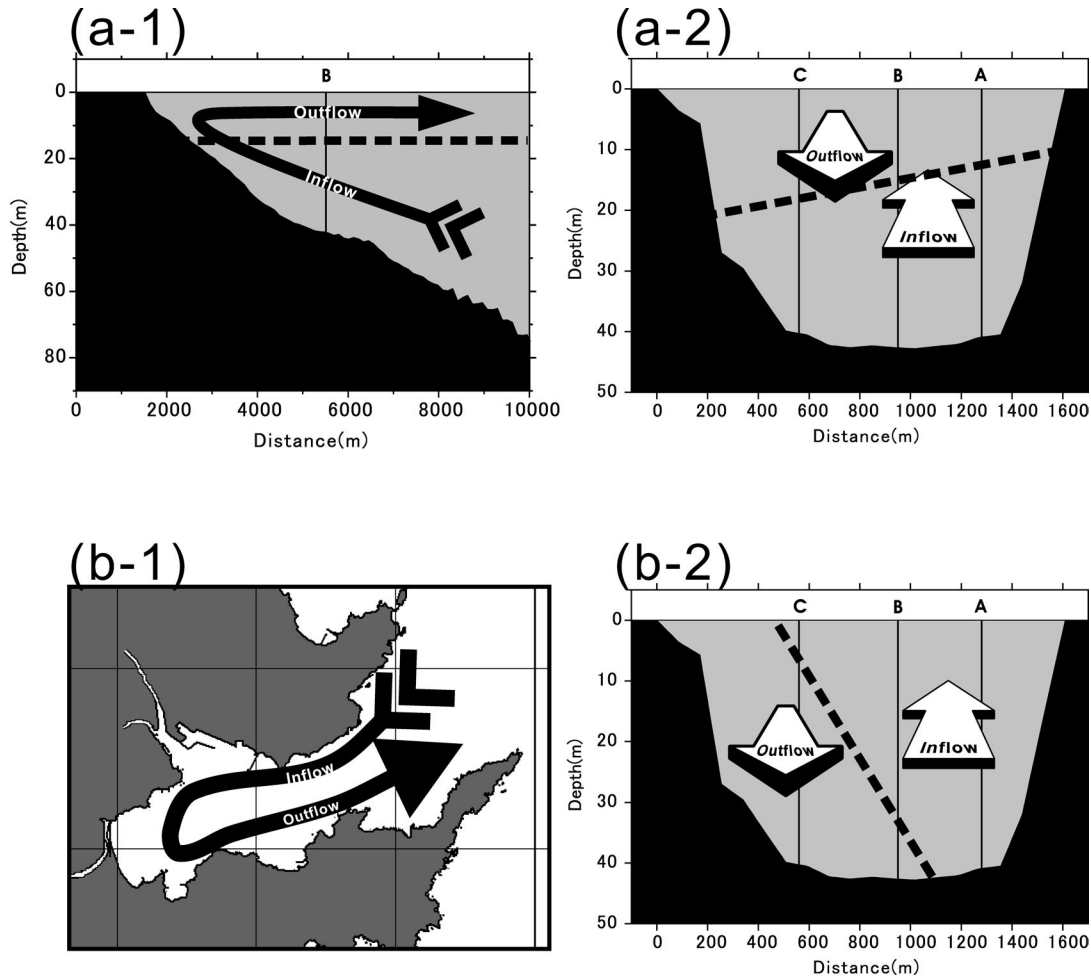 (a-1)
B
0
20
40
60
80
Depth(m)
Outflow
Inflow
0 2000 4000 6000 8000 10000
Distance(m)
(a-2)
C B A
0
10
20
30
40
50
Depth(m)
Outflow
Inflow
0 200 400 600 800 1000 1200 1400 1600
Distance(m)
(b-1)
Inflow
Outflow
(b-2)
C B A
0
10
20
30
40
50
Depth(m)
Outflow
Inflow
0 200 400 600 800 1000 1200 1400 1600
Distance(m)